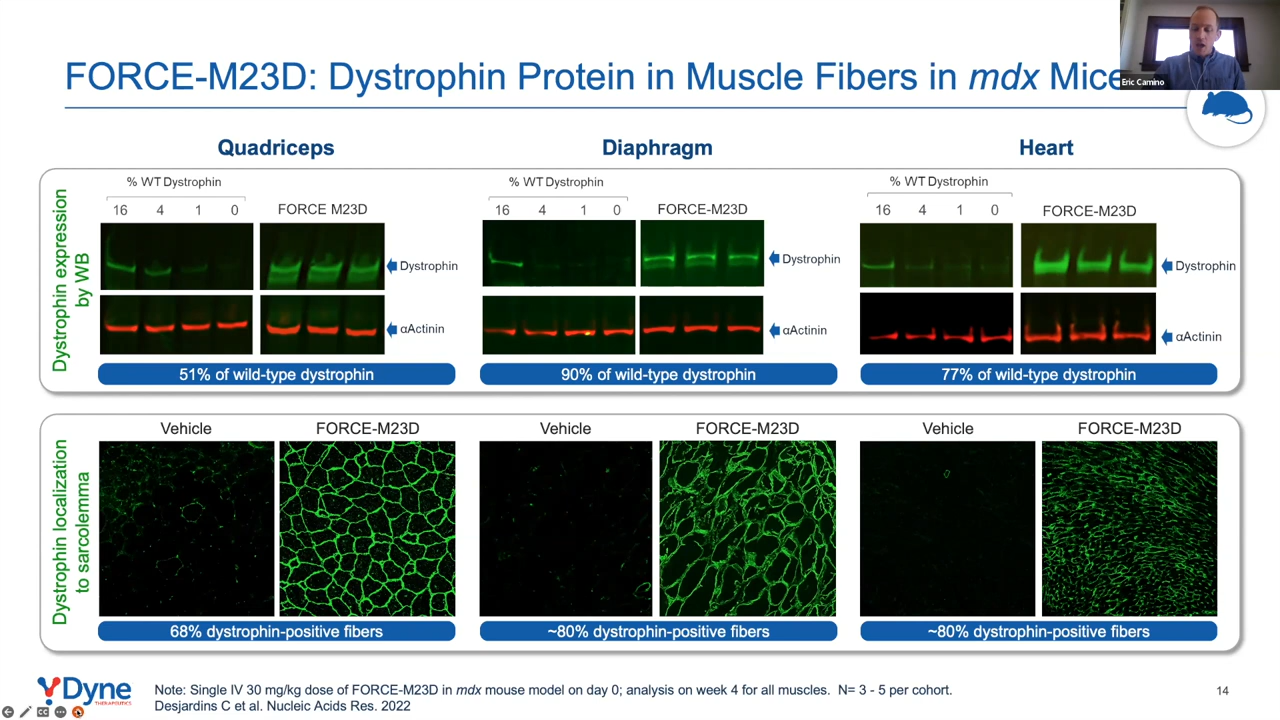 FORCE-M23D: Dystrophin Protein in Muscle Fibers in mdx Mice
Eric Camino
Quadriceps
Diaphragm
Heart
Dystrophin expression
by WB
% WT Dystrophin
16 4 1 0
FORCE M23D
Dystrophin
αActinin
51% of wild-type dystrophin
% WT Dystrophin
16 4 1 0
FORCE-M23D
Dystrophin
αActinin
90% of wild-type dystrophin
% WT Dystrophin
16 4 1 0
FORCE-M23D
Dystrophin
αActinin
77% of wild-type dystrophin
Dystrophin localization
to sarcolemma
Vehicle
FORCE-M23D
68% dystrophin-positive fibers
Vehicle
FORCE-M23D
~80% dystrophin-positive fibers
Vehicle
FORCE-M23D
~80% dystrophin-positive fibers
Dyne
THERAPEUTICS
Note: Single IV 30 mg/kg dose of FORCE-M23D in mdx mouse model on day 0; analysis on week 4 for all muscles. N= 3 - 5 per cohort.
Desjardins C et al. Nucleic Acids Res. 2022
14
CC